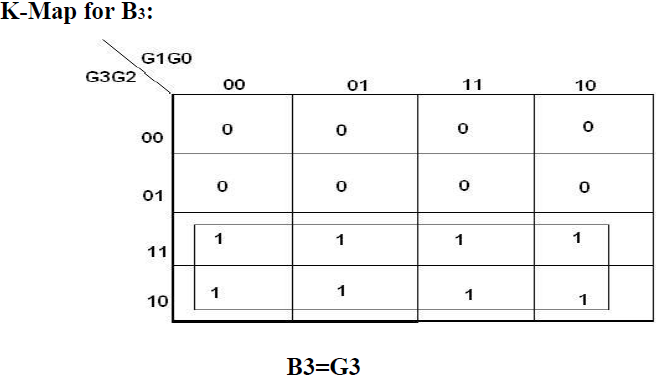 K-Map for B3:
G1G0
G3G2
00 01 11 10
00 0 0 0 0
01 0 0 0 0
11 1 1 1 1
10 1 1 1 1
B3=G3